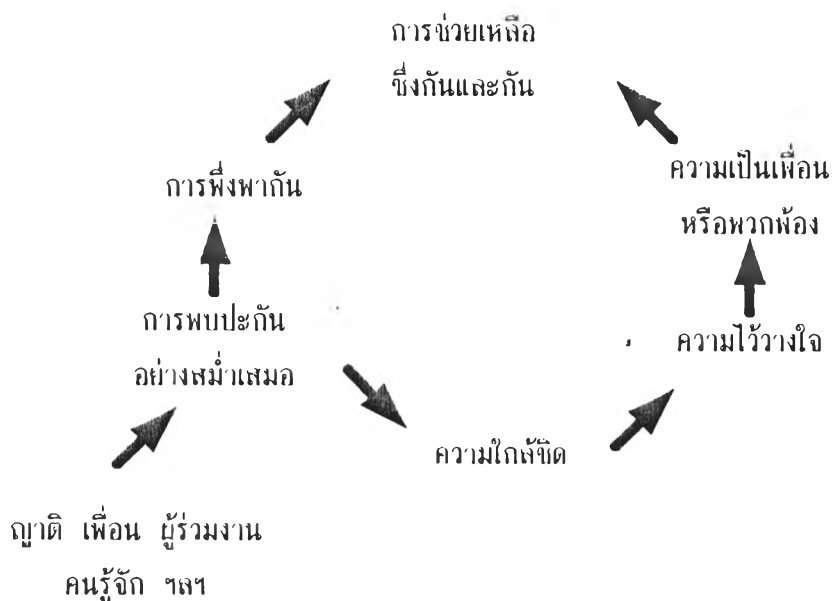 การช่วยเหลือ
ซึ่งกันและกัน
การพึ่งพากัน
ความเป็นเพื่อน
หรือพวกพ้อง
การพบปะกัน
อย่างสม่ำเสมอ
ความไว้วางใจ
ความใกล้ชิด
ญาติ เพื่อน ผู้ร่วมงาน
คนรู้จัก ฯลฯ